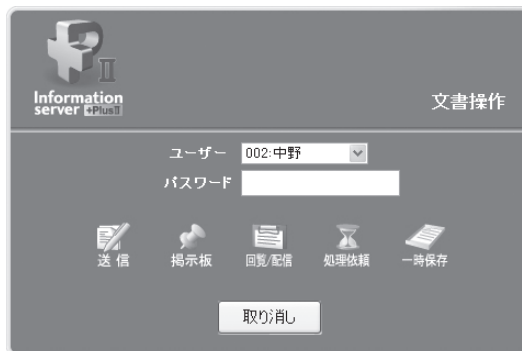 II
Information
server +PlusII
文書操作
ユーザー 002:中野
パスワード
送信 掲示板 回覧/配信 処理依頼 一時保存
取り消し